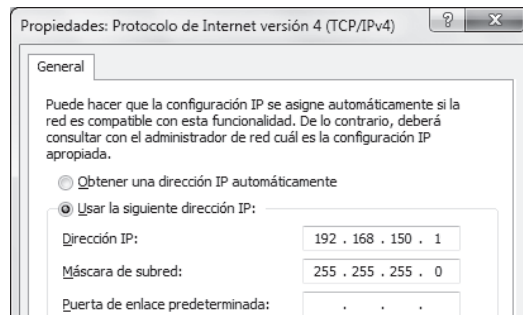 Propiedades: Protocolo de Internet versión 4 (TCP/IPv4)
General
Puede hacer que la configuración IP se asigne automáticamente si la
red es compatible con esta funcionalidad. De lo contrario, deberá
consultar con el administrador de red cuál es la configuración IP
apropiada.
Obtener una dirección IP automáticamente
Usar la siguiente dirección IP:
Dirección IP: 192 . 168 . 150 . 1
Máscara de subred: 255 . 255 . 255 . 0
Puerta de enlace predeterminada: . . .